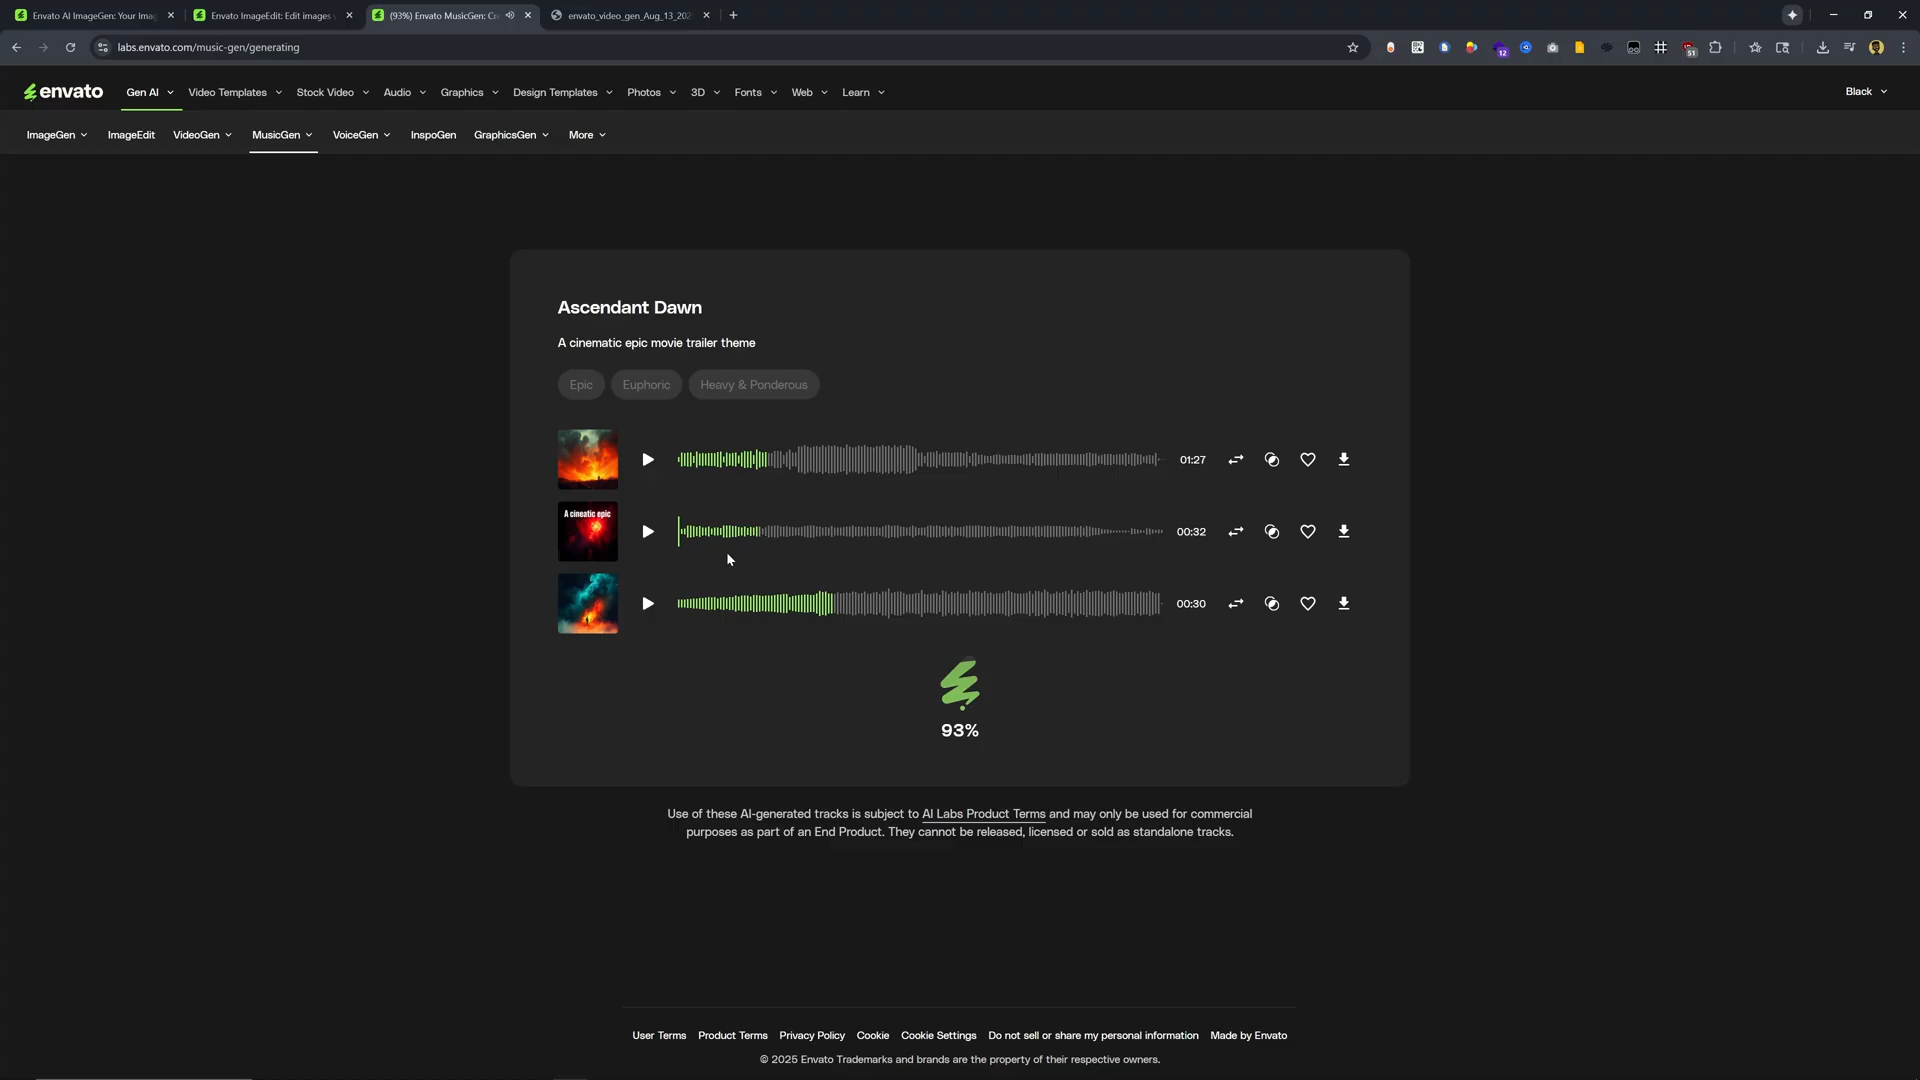 Envato AI ImageGen: Your Imag
Envato ImageEdit: Edit images
(93%) Envato MusicGen: Cr
envato_video_gen_Aug_13_202
labs.envato.com/music-gen/generating
12
51
envato
Gen AI
Video Templates
Stock Video
Audio
Graphics
Design Templates
Photos
3D
Fonts
Web
Learn
Black
ImageGen
ImageEdit
VideoGen
MusicGen
VoiceGen
InspoGen
GraphicsGen
More
Ascendant Dawn
A cinematic epic movie trailer theme
Epic
Euphoric
Heavy & Ponderous
01:27
A cineatic epic
00:32
00:30
93%
Use of these AI-generated tracks is subject to AI Labs Product Terms and may only be used for commercial
purposes as part of an End Product. They cannot be released, licensed or sold as standalone tracks.
User Terms
Product Terms
Privacy Policy
Cookie
Cookie Settings
Do not sell or share my personal information
Made by Envato
© 2025 Envato Trademarks and brands are the property of their respective owners.